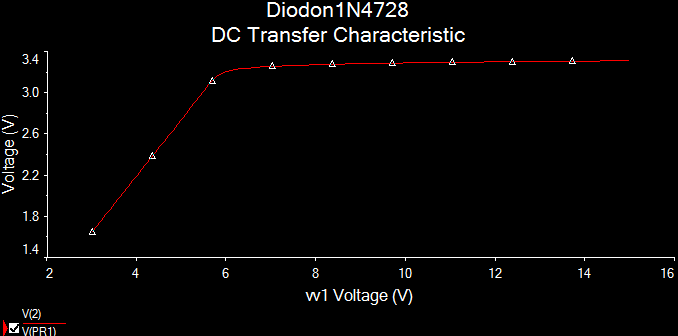 Diodon1N4728
DC Transfer Characteristic
3.4
3.0
2.6
2.2
1.8
1.4
Voltage (V)
2 4 6 8 10 12 14 16
vv1 Voltage (V)
V(2)
V(PR1)